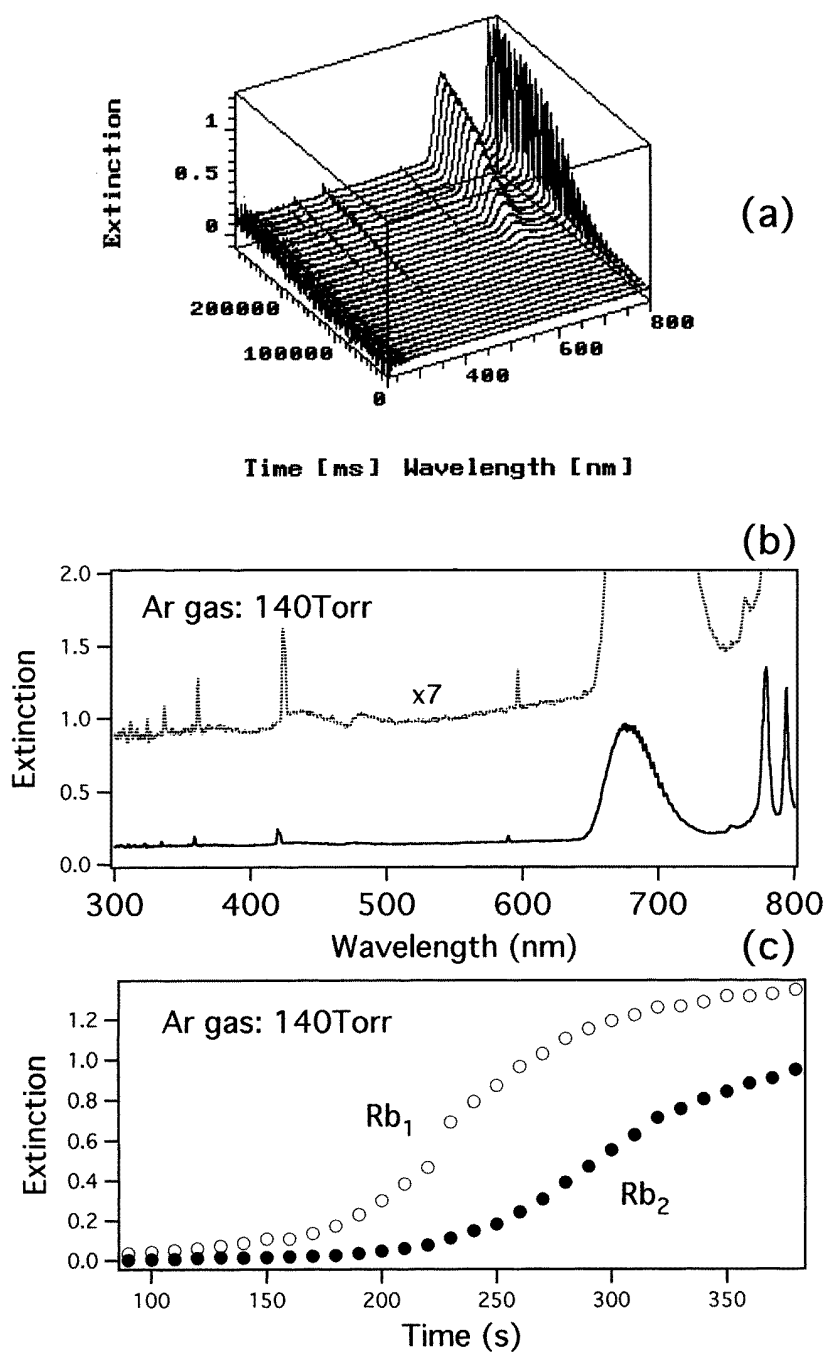 Extinction
1
0.5
0
(a)
200000
100000
0
400
600
800
Time [ms] Wavelength [nm]
(b)
Extinction
2.0
1.5
1.0
0.5
0.0
Ar gas: 140Torr
x7
300 400 500 600 700 800
Wavelength (nm)
(c)
Extinction
1.2
1.0
0.8
0.6
0.4
0.2
0.0
Ar gas: 140Torr
Rb₁
Rb₂
100 150 200 250 300 350
Time (s)